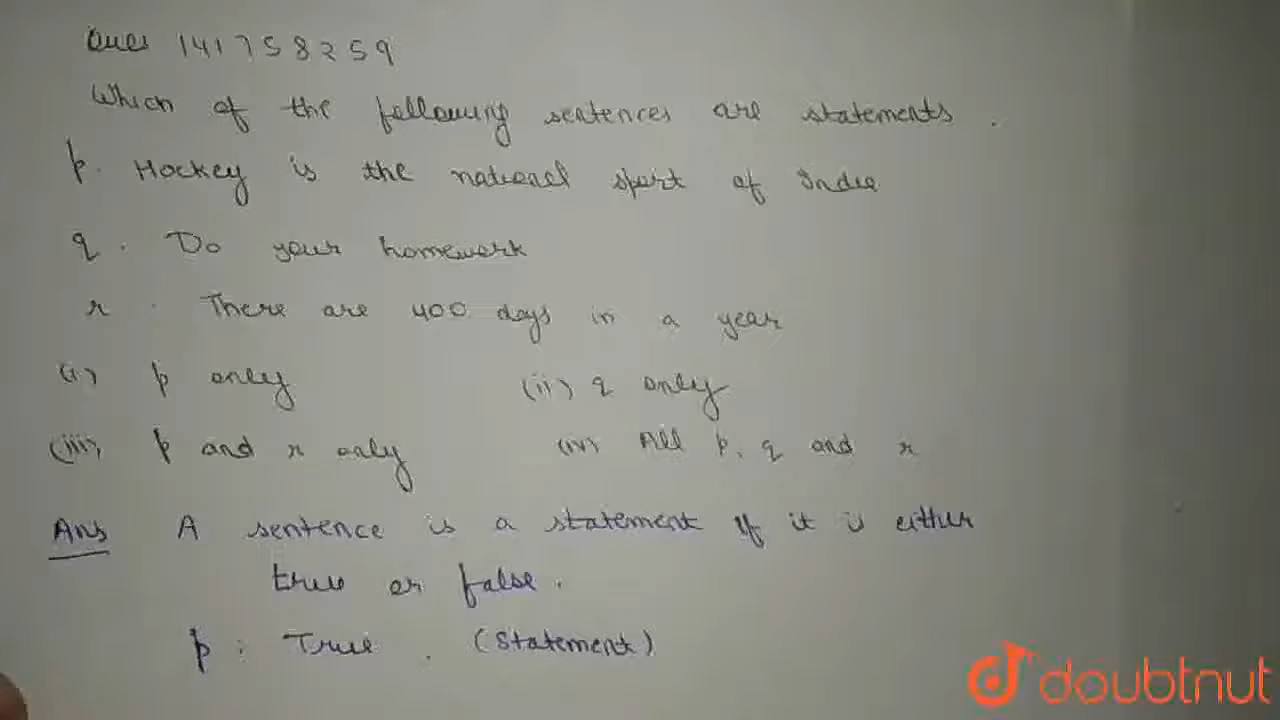 Ques 141758259
Which of the following sentences are statements.
p. Hockey is the national sport of India
q. Do your homework
r. There are 400 days in a year
(i) p only (ii) q only
(iii) p and r only (iv) All p, q and r
Ans A sentence is a statement if it is either
true or false.
p : True. (Statement)
doubtnut